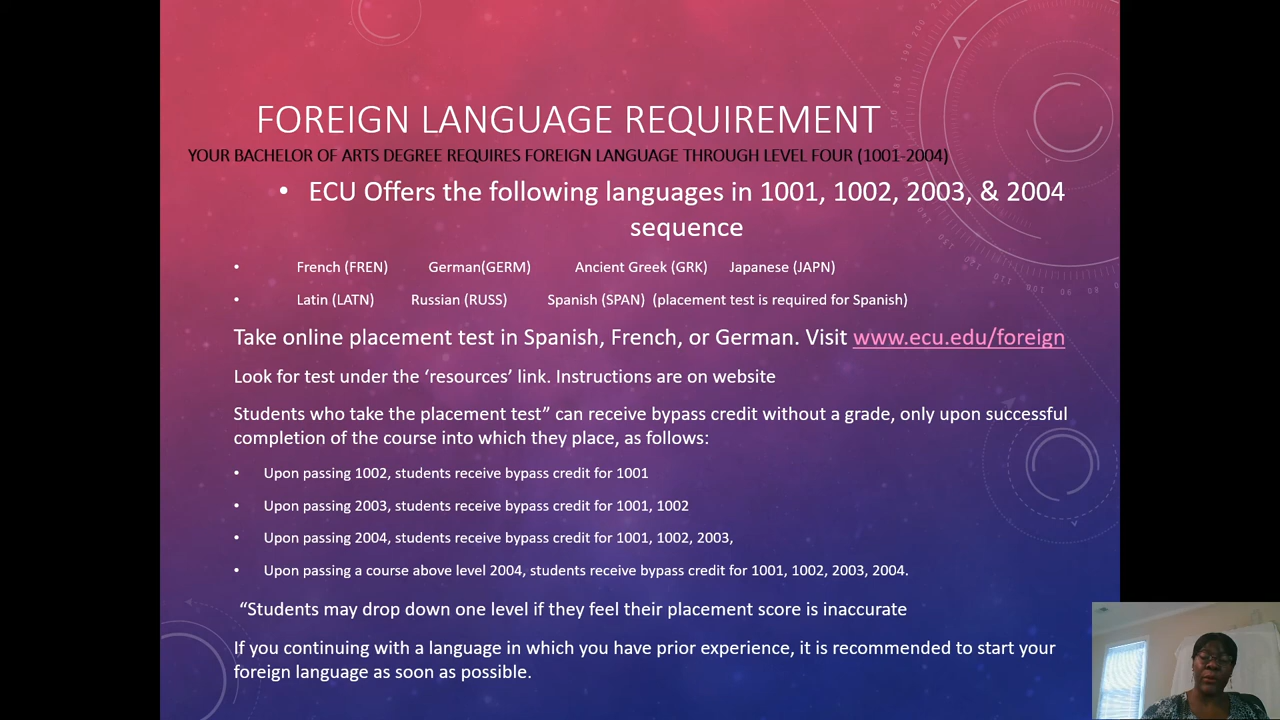 FOREIGN LANGUAGE REQUIREMENT
YOUR BACHELOR OF ARTS DEGREE REQUIRES FOREIGN LANGUAGE THROUGH LEVEL FOUR (1001-2004)
• ECU Offers the following languages in 1001, 1002, 2003, & 2004
sequence
• French (FREN) German(GERM) Ancient Greek (GRK) Japanese (JAPN)
• Latin (LATN) Russian (RUSS) Spanish (SPAN) (placement test is required for Spanish)
Take online placement test in Spanish, French, or German. Visit www.ecu.edu/foreign
Look for test under the ‘resources’ link. Instructions are on website
Students who take the placement test” can receive bypass credit without a grade, only upon successful
completion of the course into which they place, as follows:
• Upon passing 1002, students receive bypass credit for 1001
• Upon passing 2003, students receive bypass credit for 1001, 1002
• Upon passing 2004, students receive bypass credit for 1001, 1002, 2003,
• Upon passing a course above level 2004, students receive bypass credit for 1001, 1002, 2003, 2004.
“Students may drop down one level if they feel their placement score is inaccurate
If you continuing with a language in which you have prior experience, it is recommended to start your
foreign language as soon as possible.